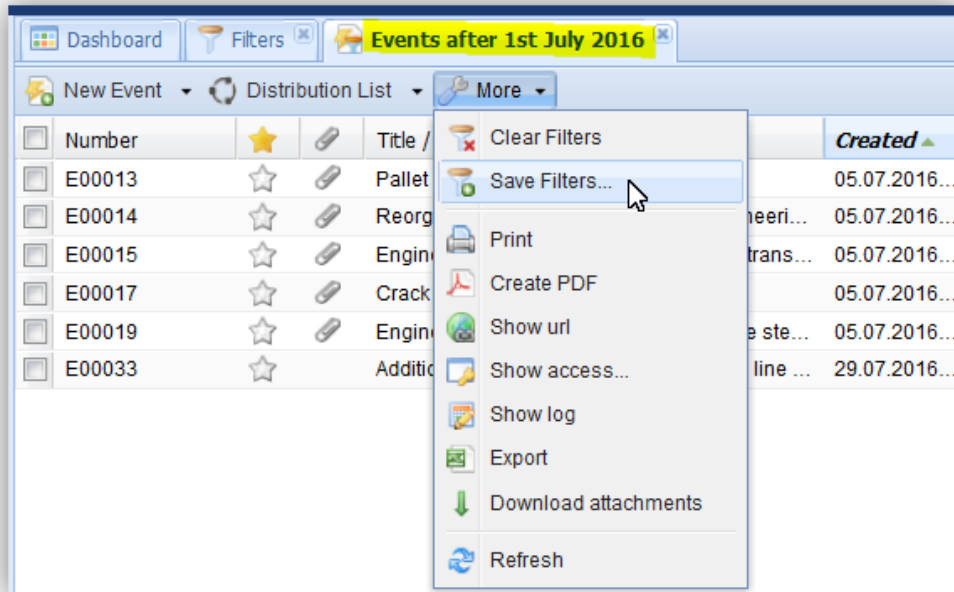 Dashboard Filters Events after 1st July 2016
New Event Distribution List More
Number Title / Created
E00013 Pallet 05.07.2016...
E00014 Reorg neeri... 05.07.2016...
E00015 Engin trans... 05.07.2016...
E00017 Crack 05.07.2016...
E00019 Engine e ste... 05.07.2016...
E00033 Additio line ... 29.07.2016...
Clear Filters
Save Filters...
Print
Create PDF
Show url
Show access...
Show log
Export
Download attachments
Refresh